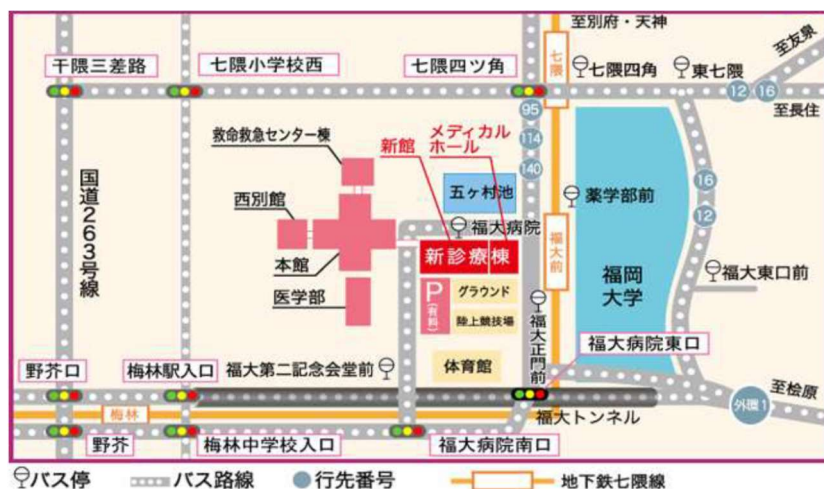 至別府・天神
干隈三差路
七隈小学校西
七隈四ツ角
七隈
七隈四角
東七隈
至友泉
12
16
至長住
95
114
140
救命救急センター棟
新館
メディカル
ホール
国道263号線
西別館
五ヶ村池
薬学部前
16
12
福大病院
本館
新診療棟
福大前
福岡
大学
福大東口前
医学部
P
(有料)
グラウンド
陸上競技場
福大正門前
福大病院東口
野芥口
梅林駅入口
福大第二記念会堂前
体育館
至桧原
外環1
梅林
福大トンネル
野芥
梅林中学校入口
福大病院南口
バス停
バス路線
行先番号
地下鉄七隈線